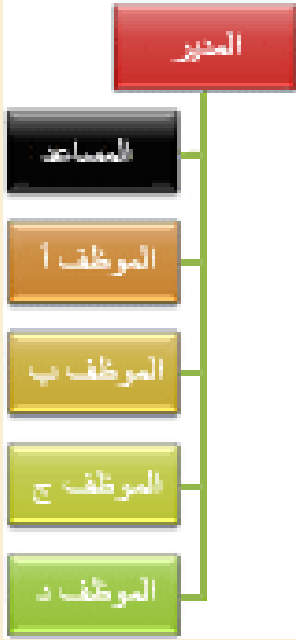 المدير
المساعد
الموظف أ
الموظف ب
الموظف ج
الموظف د